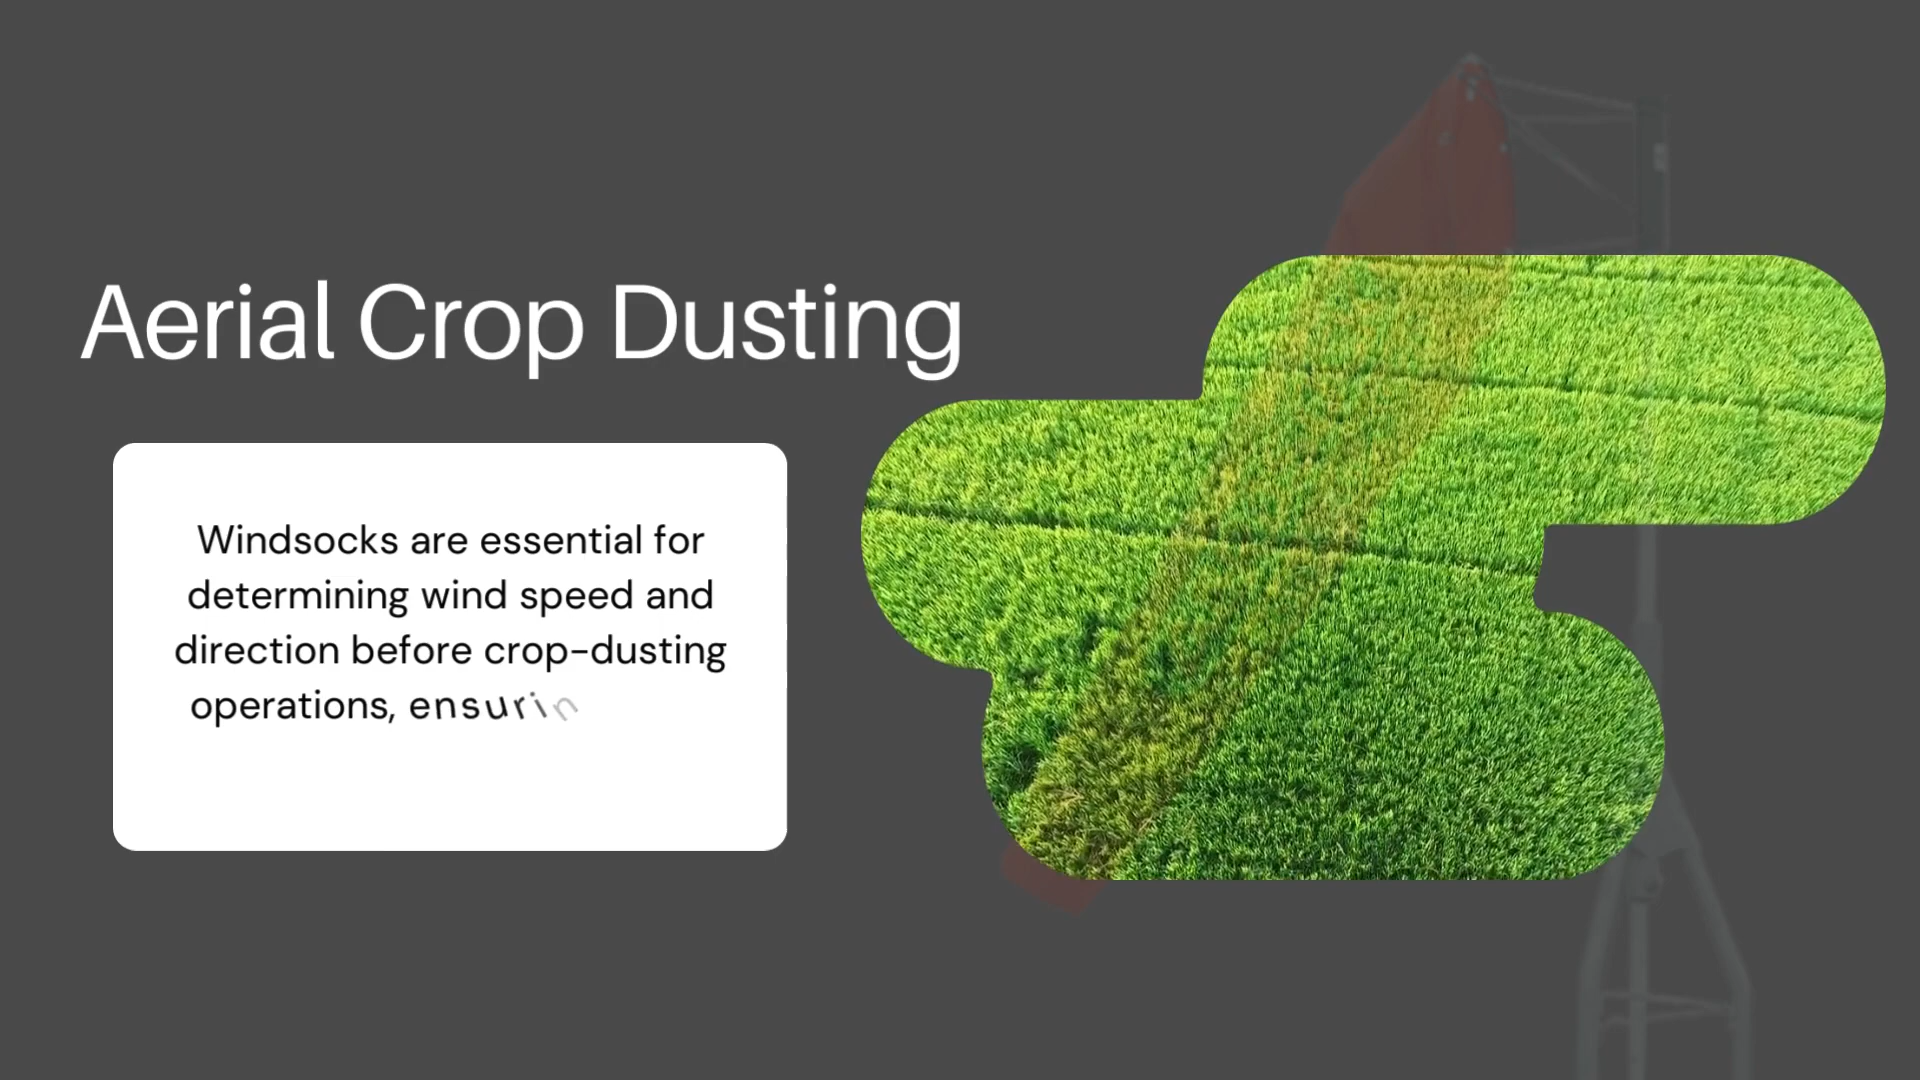 Aerial Crop Dusting
Windsocks are essential for
determining wind speed and
direction before crop-dusting
operations, ensurin